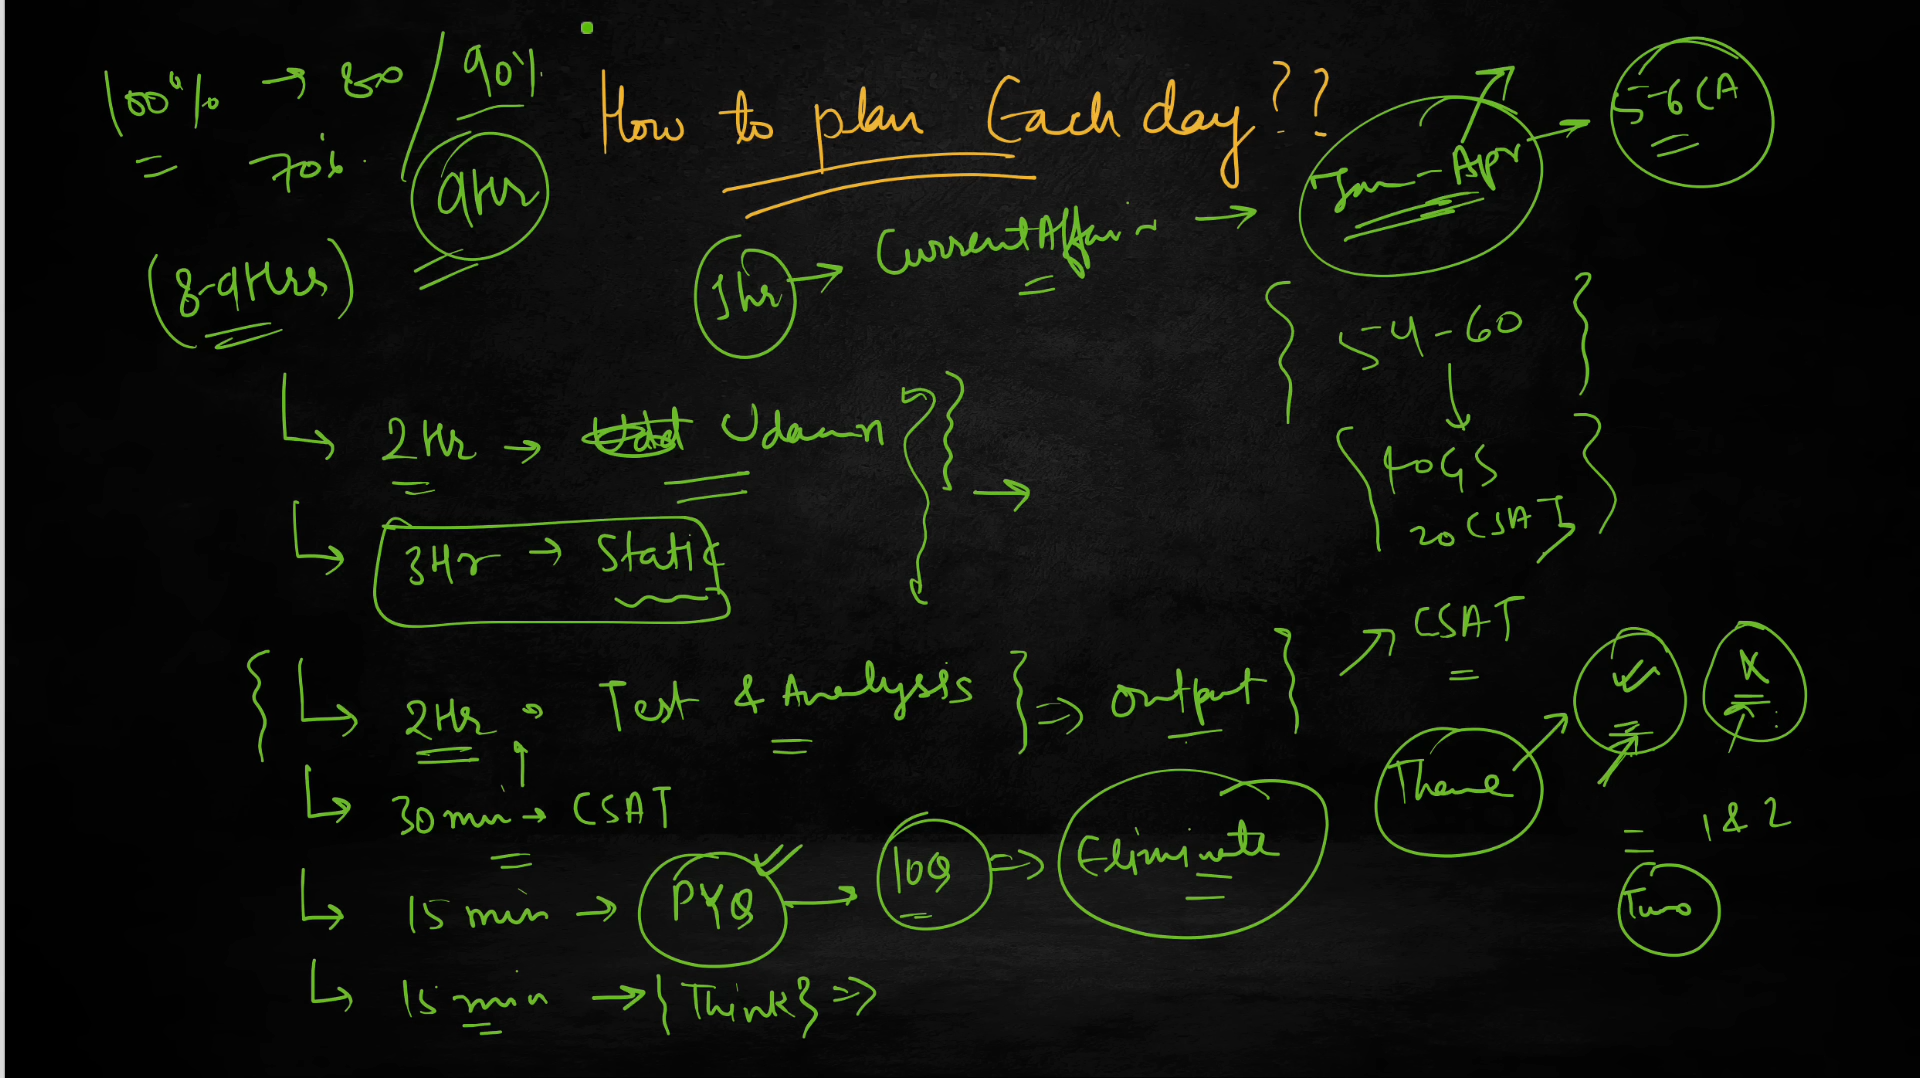 How to plan Each day??
100% → 80 / 90%
70%
9Hr
(8-9Hrs)
1hr → Current Affair → Jan - Apr → 5-6 CA
{ 54-60 }
{ 40GS
20 CSAT }
2Hr → Udaan
3Hr → Static
{ 2Hr → Test & Analysis } ⇒ output } → CSAT
30 min → CSAT
Theme
1 & 2
Two
15 min → PYQ → 10Q ⇒ Eliminate
15 min → {Think} ⇒